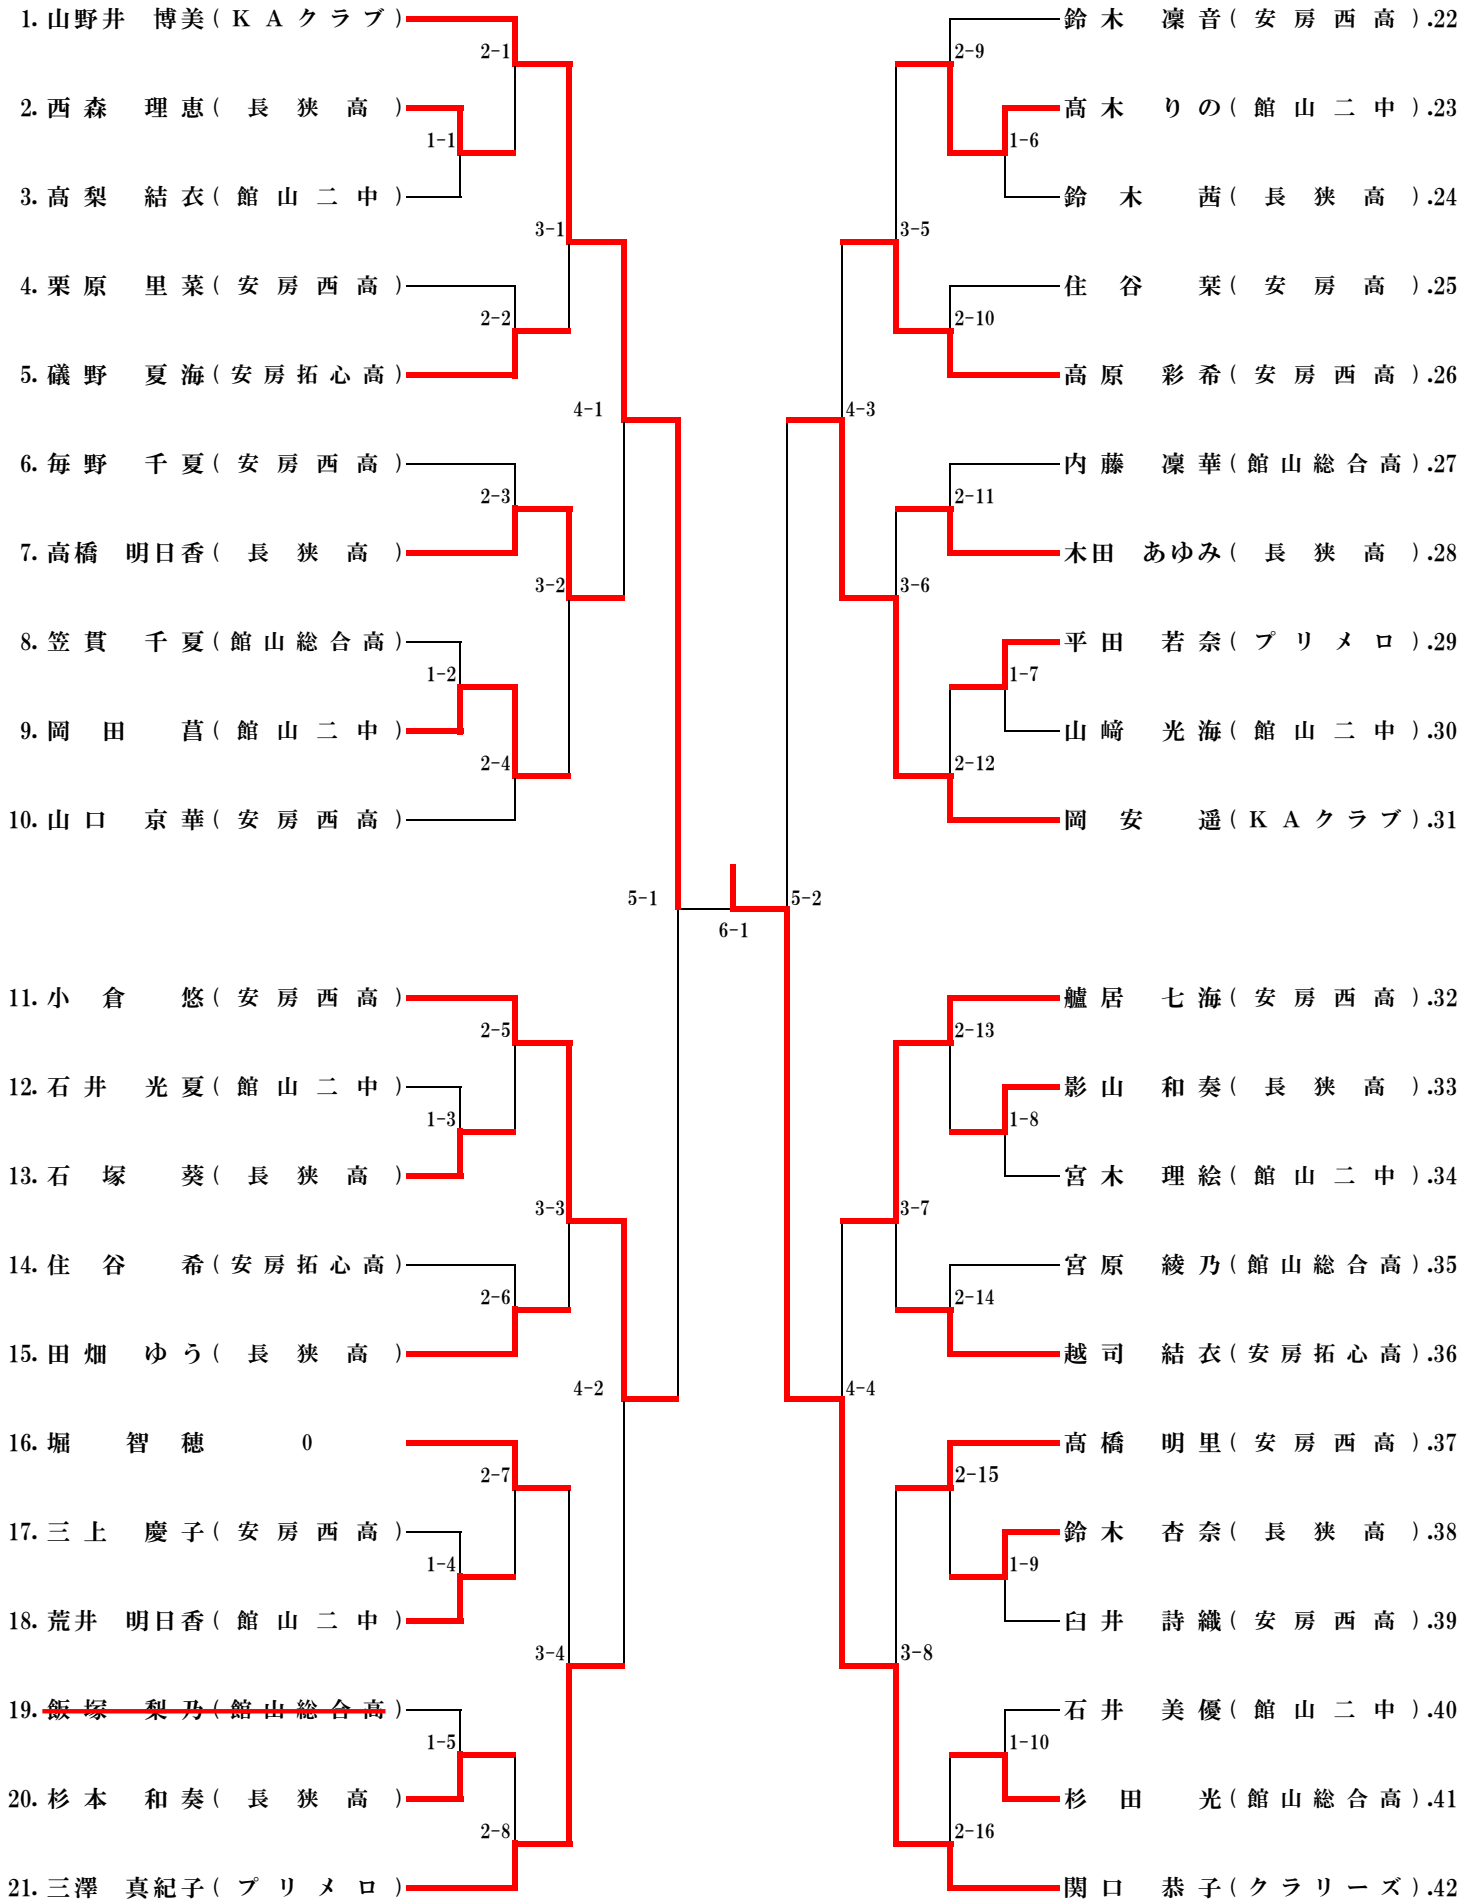 1. 山野井 博美 ( KAクラブ )
2-1
2. 西森 理恵 ( 長狭高 )
1-1
3. 髙梨 結衣 ( 館山二中 )
3-1
4. 栗原 里菜 ( 安房西高 )
2-2
5. 礒野 夏海 ( 安房拓心高 )
4-1
6. 毎野 千夏 ( 安房西高 )
2-3
7. 高橋 明日香 ( 長狭高 )
3-2
8. 笠貫 千夏 ( 館山総合高 )
1-2
9. 岡田 菖 ( 館山二中 )
2-4
10. 山口 京華 ( 安房西高 )
5-1
11. 小倉 悠 ( 安房西高 )
2-5
12. 石井 光夏 ( 館山二中 )
1-3
13. 石塚 葵 ( 長狭高 )
3-3
14. 住谷 希 ( 安房拓心高 )
2-6
15. 田畑 ゆう ( 長狭高 )
4-2
16. 堀 智穂 0
2-7
17. 三上 慶子 ( 安房西高 )
1-4
18. 荒井 明日香 ( 館山二中 )
3-4
19. 飯塚 梨乃 ( 館山総合高 )
1-5
20. 杉本 和奏 ( 長狭高 )
2-8
21. 三澤 真紀子 ( プリメロ )
6-1
鈴木 凜音 ( 安房西高 ) .22
2-9
髙木 りの ( 館山二中 ) .23
1-6
鈴木 茜 ( 長狭高 ) .24
3-5
住谷 栞 ( 安房高 ) .25
2-10
高原 彩希 ( 安房西高 ) .26
4-3
内藤 凜華 ( 館山総合高 ) .27
2-11
木田 あゆみ ( 長狭高 ) .28
3-6
平田 若奈 ( プリメロ ) .29
1-7
山﨑 光海 ( 館山二中 ) .30
2-12
岡安 遥 ( KAクラブ ) .31
5-2
艫居 七海 ( 安房西高 ) .32
2-13
影山 和奏 ( 長狭高 ) .33
1-8
宮木 理絵 ( 館山二中 ) .34
3-7
宮原 綾乃 ( 館山総合高 ) .35
2-14
越司 結衣 ( 安房拓心高 ) .36
4-4
髙橋 明里 ( 安房西高 ) .37
2-15
鈴木 杏奈 ( 長狭高 ) .38
1-9
臼井 詩織 ( 安房西高 ) .39
3-8
石井 美優 ( 館山二中 ) .40
1-10
杉田 光 ( 館山総合高 ) .41
2-16
関口 恭子 ( クラリーズ ) .42